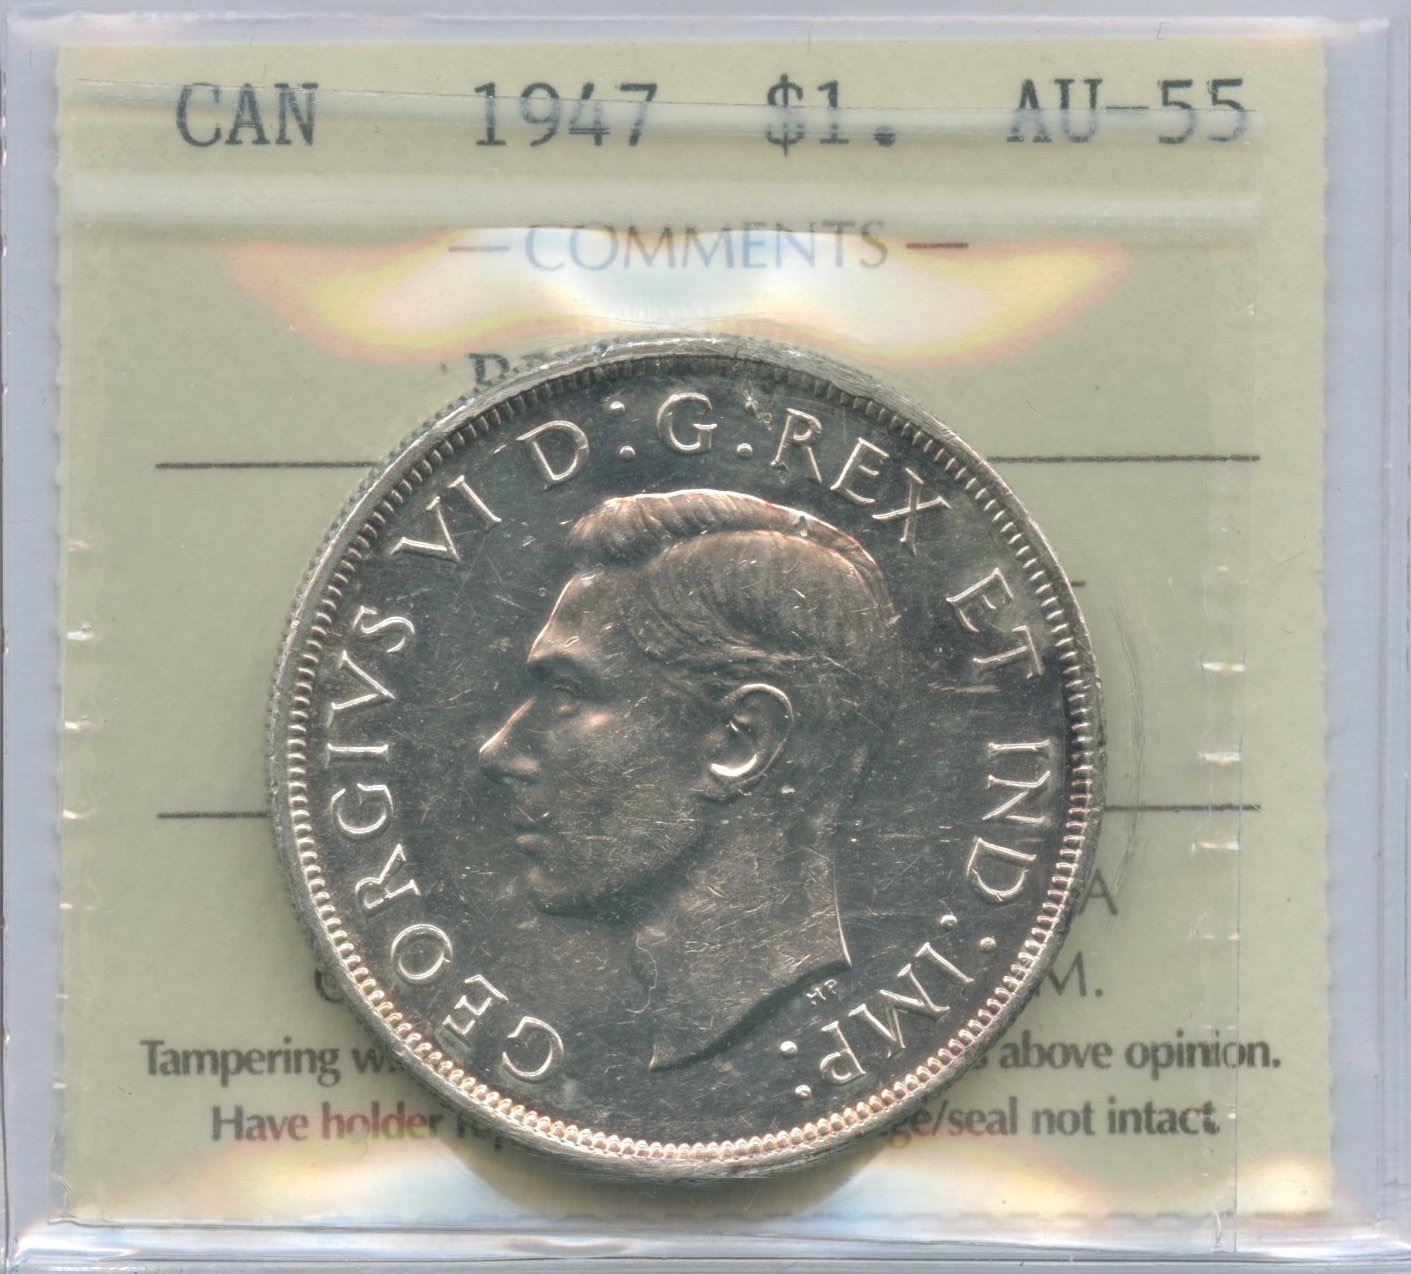 CAN 1947 $1. AU-55
— COMMENTS —
GEORGIVS VI D:G.REX ET IND:IMP:
HP
A
M.
Tampering above opinion.
Have holder ge/seal not intact.